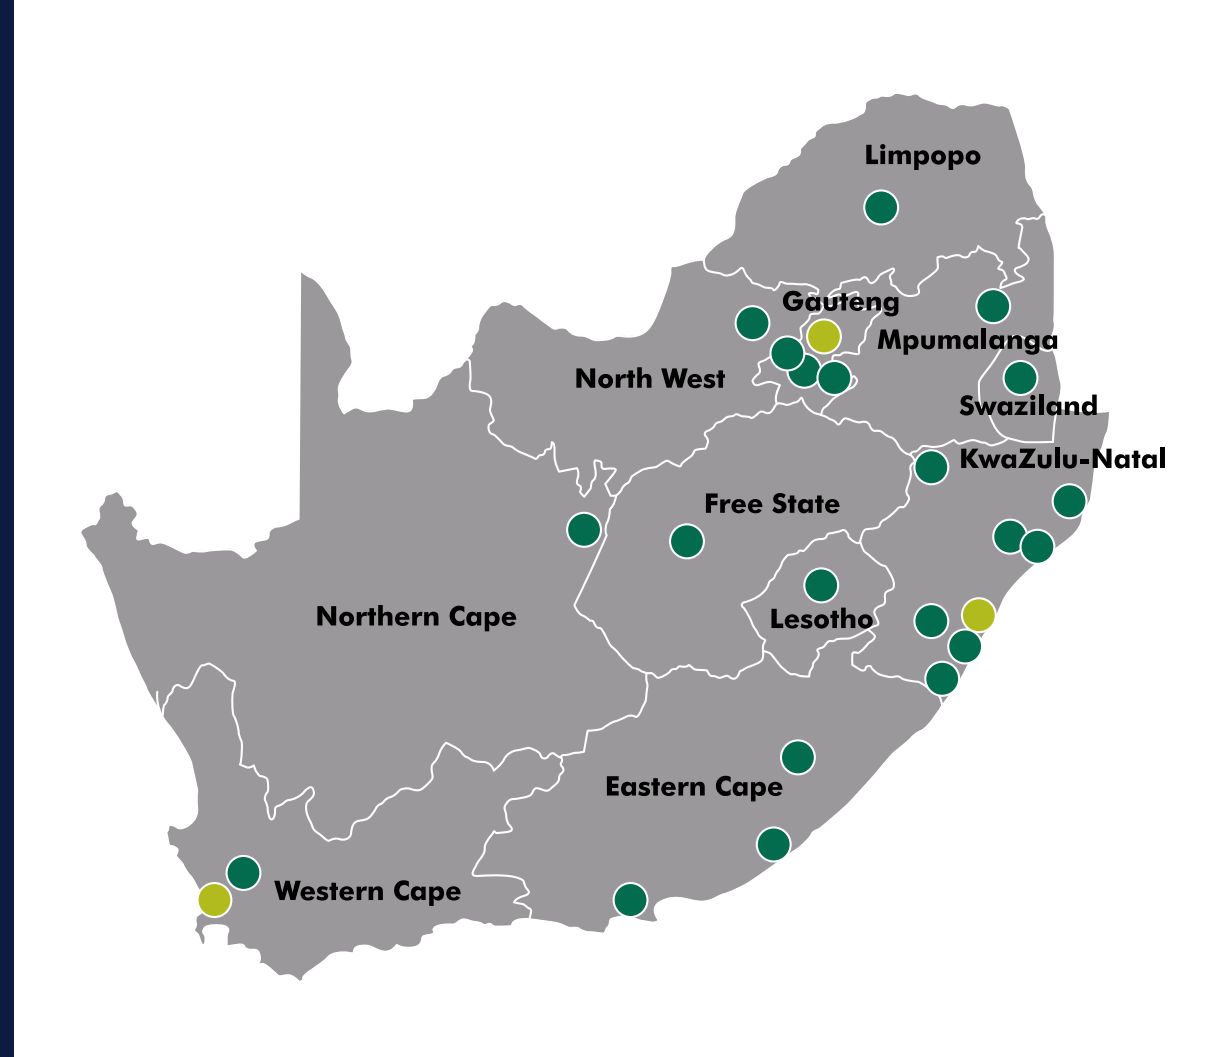 Limpopo
Gauteng
Mpumalanga
North West
Swaziland
KwaZulu-Natal
Free State
Northern Cape
Lesotho
Eastern Cape
Western Cape